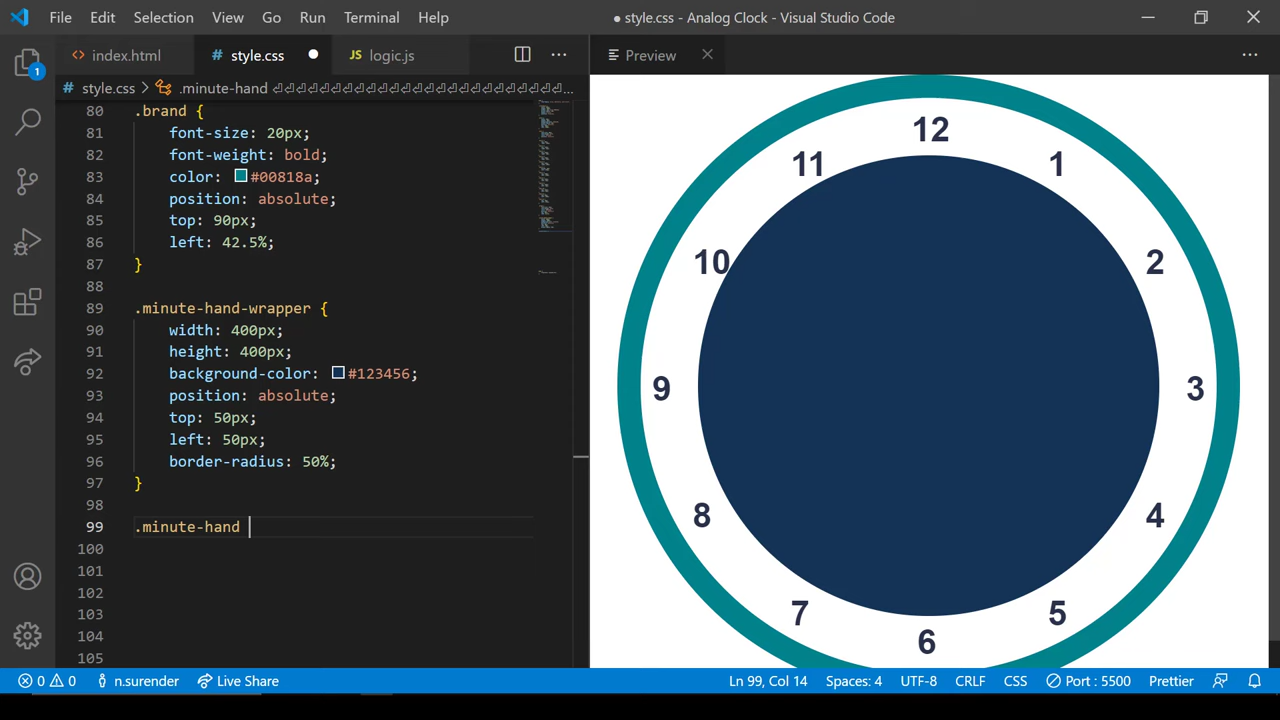 File Edit Selection View Go Run Terminal Help ● style.css - Analog Clock - Visual Studio Code
<> index.html # style.css ● JS logic.js ··· Preview ···
1
# style.css > .minute-hand ⏎⏎⏎⏎⏎⏎⏎⏎⏎⏎⏎⏎⏎⏎⏎⏎...
80 .brand {
81 font-size: 20px;
82 font-weight: bold;
83 color: #00818a;
84 position: absolute;
85 top: 90px;
86 left: 42.5%;
87 }
88
89 .minute-hand-wrapper {
90 width: 400px;
91 height: 400px;
92 background-color: #123456;
93 position: absolute;
94 top: 50px;
95 left: 50px;
96 border-radius: 50%;
97 }
98
99 .minute-hand
100
101
102
103
104
105
12
11 1
10 2
9 3
8 4
7 5
6
0 0 n.surender Live Share Ln 99, Col 14 Spaces: 4 UTF-8 CRLF CSS Port : 5500 Prettier